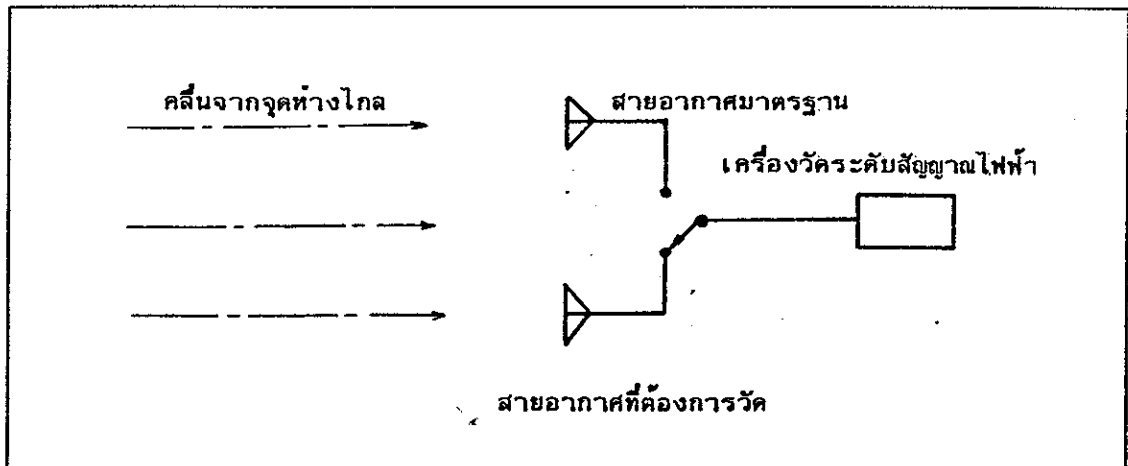 คลื่นจากจุดห่างไกล
สายอากาศมาตรฐาน
เครื่องวัดระดับสัญญาณไฟฟ้า
สายอากาศที่ต้องการวัด